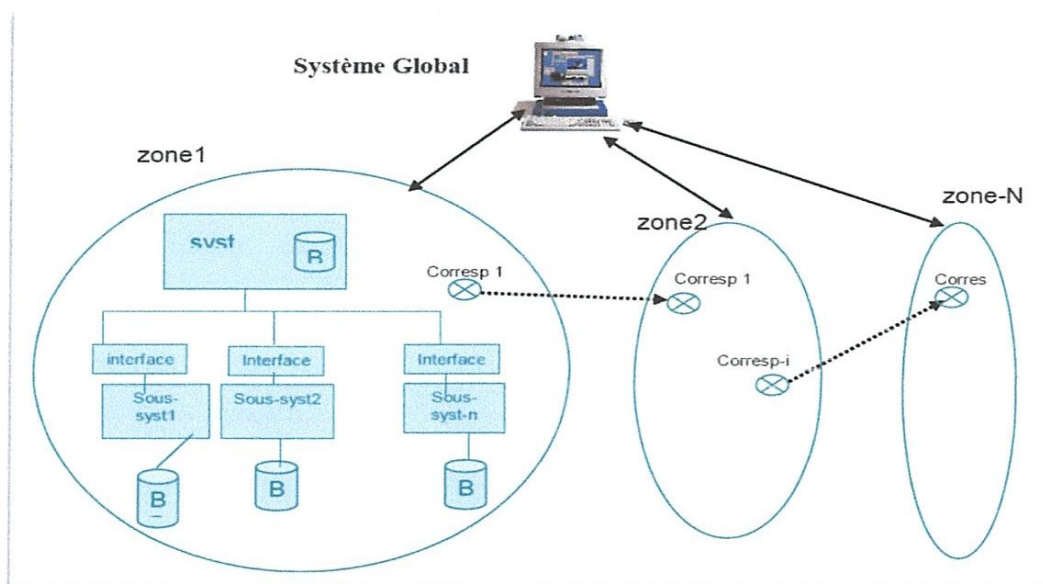 Système Global
zone1
zone2
zone-N
syst
B
Corresp 1
Corresp 1
Corres
Corresp-i
interface
Interface
Interface
Sous-
syst1
Sous-syst2
Sous-
syst-n
B
B
B